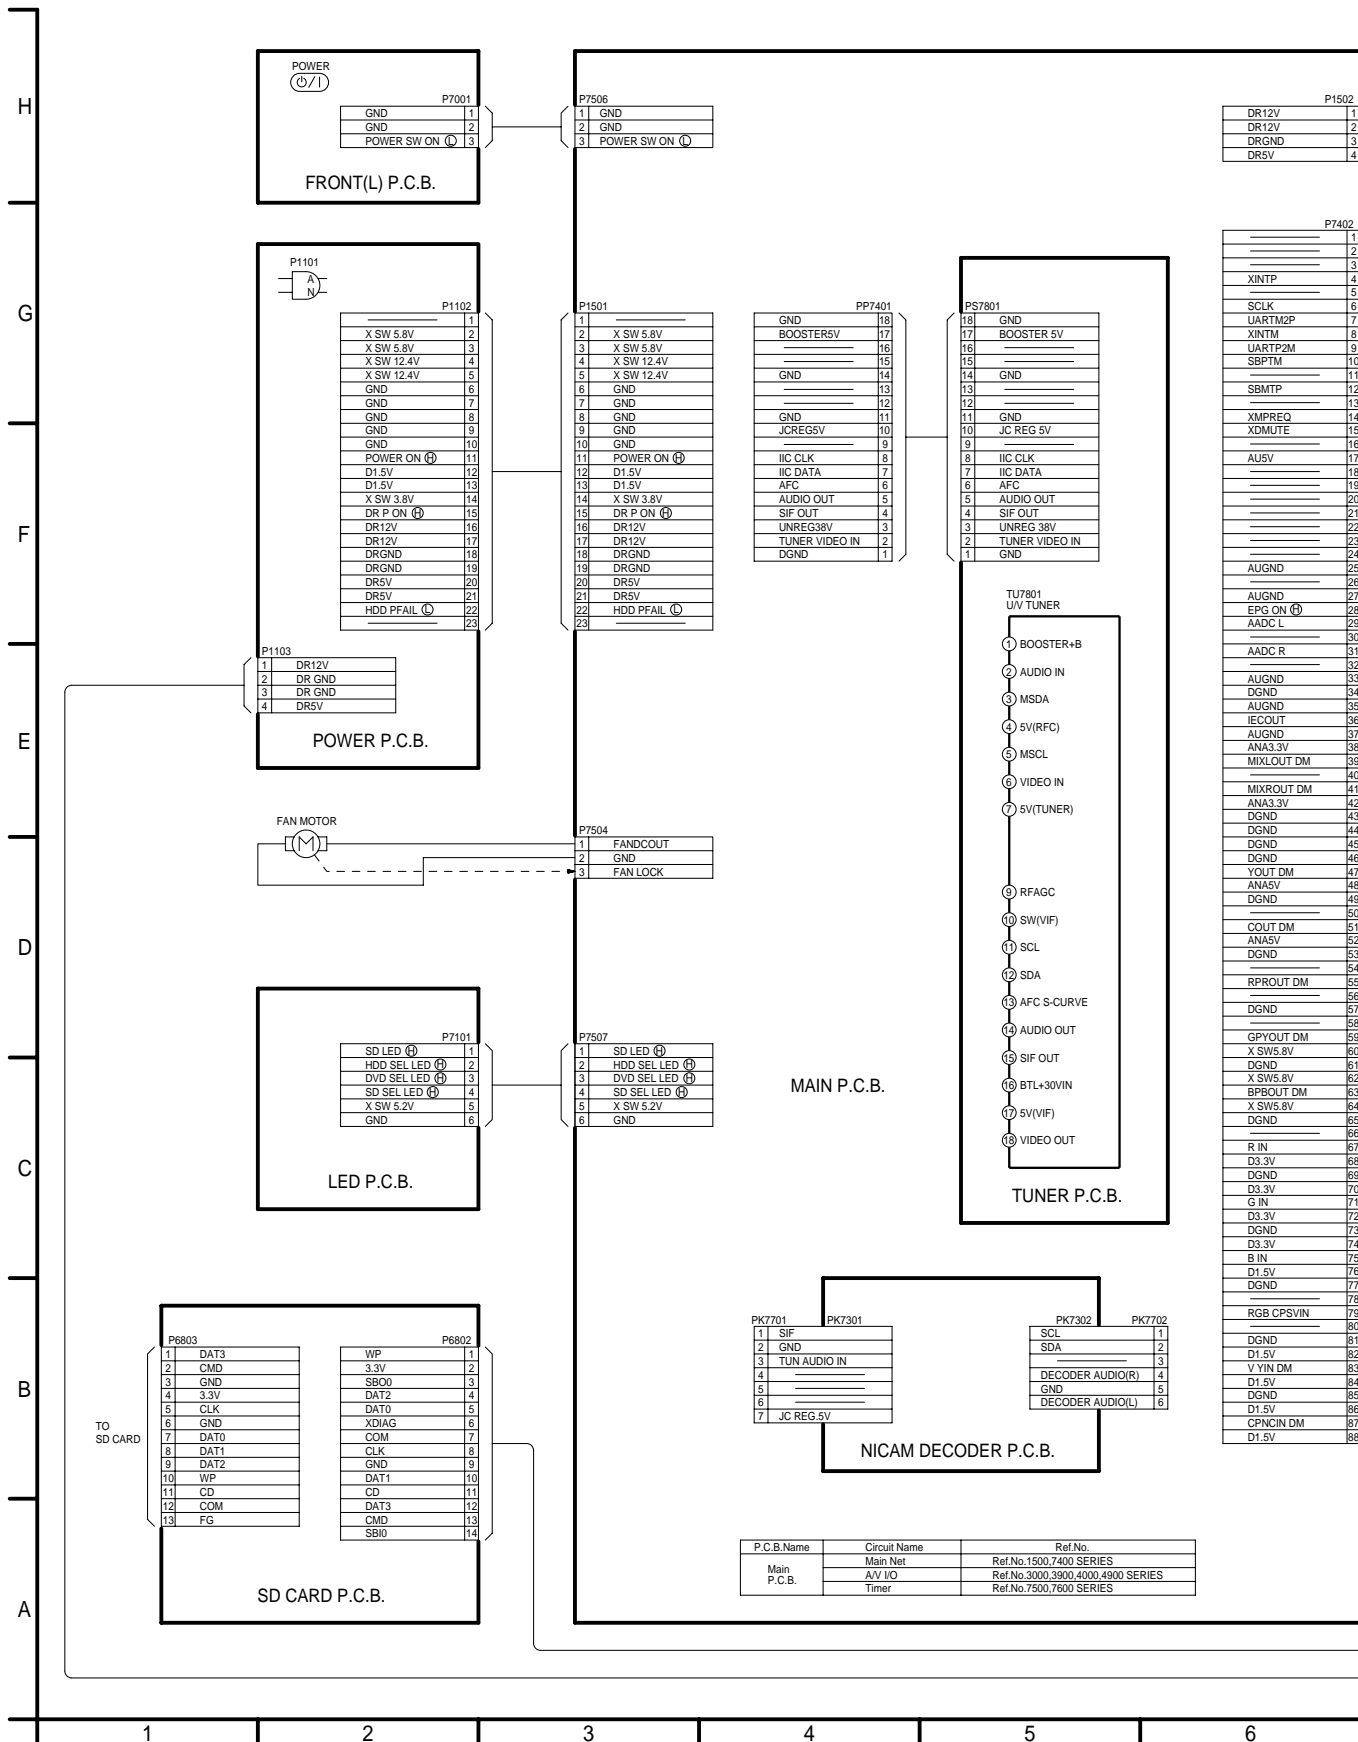 H
POWER
⏻/I
P7001
GND 1
GND 2
POWER SW ON Ⓛ 3
FRONT(L) P.C.B.
P7506
1 GND
2 GND
3 POWER SW ON Ⓛ
P1502
DR12V 1
DR12V 2
DRGND 3
DR5V 4
G
P1101
A
N
P1102
1
X SW 5.8V 2
X SW 5.8V 3
X SW 12.4V 4
X SW 12.4V 5
GND 6
GND 7
GND 8
GND 9
GND 10
POWER ON Ⓗ 11
D1.5V 12
D1.5V 13
X SW 3.8V 14
DR P ON Ⓗ 15
DR12V 16
DR12V 17
DRGND 18
DRGND 19
DR5V 20
DR5V 21
HDD PFAIL Ⓛ 22
23
P1103
1 DR12V
2 DR GND
3 DR GND
4 DR5V
POWER P.C.B.
P1501
1
2 X SW 5.8V
3 X SW 5.8V
4 X SW 12.4V
5 X SW 12.4V
6 GND
7 GND
8 GND
9 GND
10 GND
11 POWER ON Ⓗ
12 D1.5V
13 D1.5V
14 X SW 3.8V
15 DR P ON Ⓗ
16 DR12V
17 DR12V
18 DRGND
19 DRGND
20 DR5V
21 DR5V
22 HDD PFAIL Ⓛ
23
PP7401
GND 18
BOOSTER5V 17
16
15
GND 14
13
12
GND 11
JCREG5V 10
9
IIC CLK 8
IIC DATA 7
AFC 6
AUDIO OUT 5
SIF OUT 4
UNREG38V 3
TUNER VIDEO IN 2
DGND 1
PS7801
18 GND
17 BOOSTER 5V
16
15
14 GND
13
12
11 GND
10 JC REG 5V
9
8 IIC CLK
7 IIC DATA
6 AFC
5 AUDIO OUT
4 SIF OUT
3 UNREG 38V
2 TUNER VIDEO IN
1 GND
TU7801
U/V TUNER
1 BOOSTER+B
2 AUDIO IN
3 MSDA
4 5V(RFC)
5 MSCL
6 VIDEO IN
7 5V(TUNER)
9 RFAGC
10 SW(VIF)
11 SCL
12 SDA
13 AFC S-CURVE
14 AUDIO OUT
15 SIF OUT
16 BTL+30VIN
17 5V(VIF)
18 VIDEO OUT
TUNER P.C.B.
P7402
1
2
3
XINTP 4
5
SCLK 6
UARTM2P 7
XINTM 8
UARTP2M 9
SBPTM 10
11
SBMTP 12
13
XMPREQ 14
XDMUTE 15
16
AU5V 17
18
19
20
21
22
23
24
AUGND 25
26
AUGND 27
EPG ON Ⓗ 28
AADC L 29
30
AADC R 31
32
AUGND 33
DGND 34
AUGND 35
IECOUT 36
AUGND 37
ANA3.3V 38
MIXLOUT DM 39
40
MIXROUT DM 41
ANA3.3V 42
DGND 43
DGND 44
DGND 45
DGND 46
YOUT DM 47
ANA5V 48
DGND 49
50
COUT DM 51
ANA5V 52
DGND 53
54
RPROUT DM 55
56
DGND 57
58
GPYOUT DM 59
X SW5.8V 60
DGND 61
X SW5.8V 62
BPBOUT DM 63
X SW5.8V 64
DGND 65
66
R IN 67
D3.3V 68
DGND 69
D3.3V 70
G IN 71
D3.3V 72
DGND 73
D3.3V 74
B IN 75
D1.5V 76
DGND 77
78
RGB CPSVIN 79
80
DGND 81
D1.5V 82
V YIN DM 83
D1.5V 84
DGND 85
D1.5V 86
CPNCIN DM 87
D1.5V 88
F
E
FAN MOTOR
M
P7504
1 FANDCOUT
2 GND
3 FAN LOCK
D
P7101
SD LED Ⓗ 1
HDD SEL LED Ⓗ 2
DVD SEL LED Ⓗ 3
SD SEL LED Ⓗ 4
X SW 5.2V 5
GND 6
LED P.C.B.
P7507
1 SD LED Ⓗ
2 HDD SEL LED Ⓗ
3 DVD SEL LED Ⓗ
4 SD SEL LED Ⓗ
5 X SW 5.2V
6 GND
MAIN P.C.B.
C
PK7701 PK7301
1 SIF
2 GND
3 TUN AUDIO IN
4
5
6
7 JC REG.5V
PK7302 PK7702
SCL 1
SDA 2
3
DECODER AUDIO(R) 4
GND 5
DECODER AUDIO(L) 6
NICAM DECODER P.C.B.
B
TO
SD CARD
P6803
1 DAT3
2 CMD
3 GND
4 3.3V
5 CLK
6 GND
7 DAT0
8 DAT1
9 DAT2
10 WP
11 CD
12 COM
13 FG
P6802
WP 1
3.3V 2
SBO0 3
DAT2 4
DAT0 5
XDIAG 6
COM 7
CLK 8
GND 9
DAT1 10
CD 11
DAT3 12
CMD 13
SBI0 14
SD CARD P.C.B.
P.C.B.Name Circuit Name Ref.No.
Main
P.C.B.
Main Net Ref.No.1500,7400 SERIES
A/V I/O Ref.No.3000,3900,4000,4900 SERIES
Timer Ref.No.7500,7600 SERIES
A
1 2 3 4 5 6